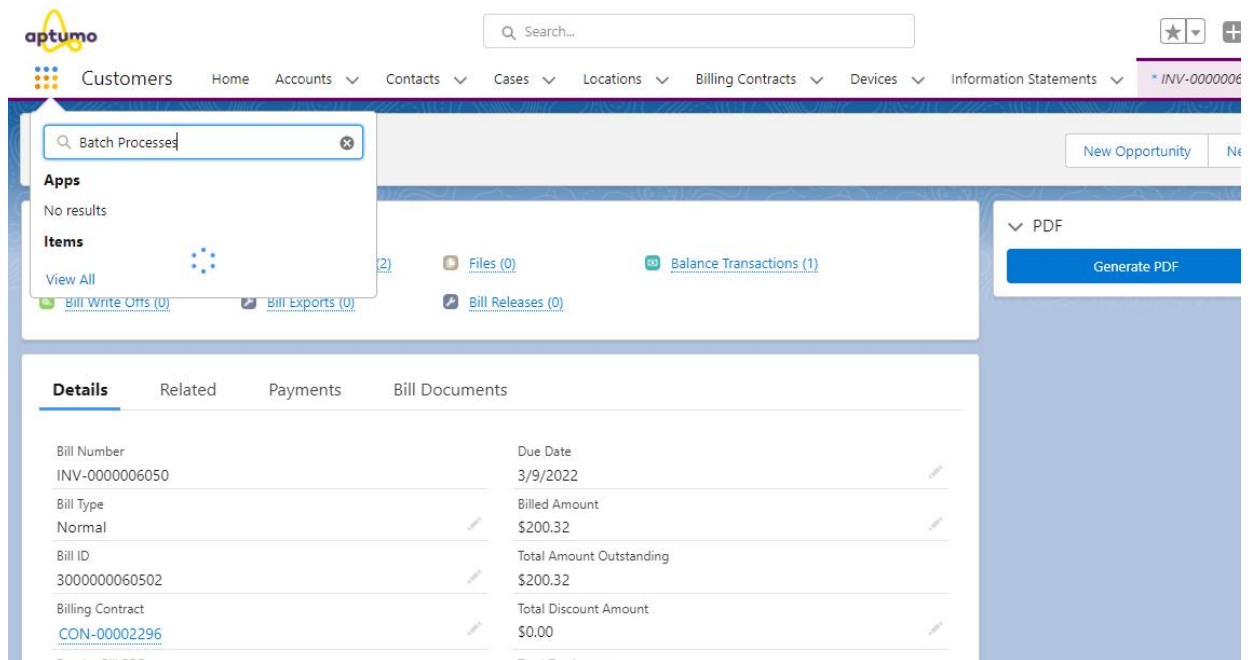 aptumo
Search...
Customers Home Accounts Contacts Cases Locations Billing Contracts Devices Information Statements * INV-0000006
Batch Processes
New Opportunity
Apps
No results
Items
View All
PDF
Generate PDF
(2) Files (0) Balance Transactions (1)
Bill Write Offs (0) Bill Exports (0) Bill Releases (0)
Details Related Payments Bill Documents
Bill Number Due Date
INV-0000006050 3/9/2022
Bill Type Billed Amount
Normal $200.32
Bill ID Total Amount Outstanding
3000000060502 $200.32
Billing Contract Total Discount Amount
CON-00002296 $0.00